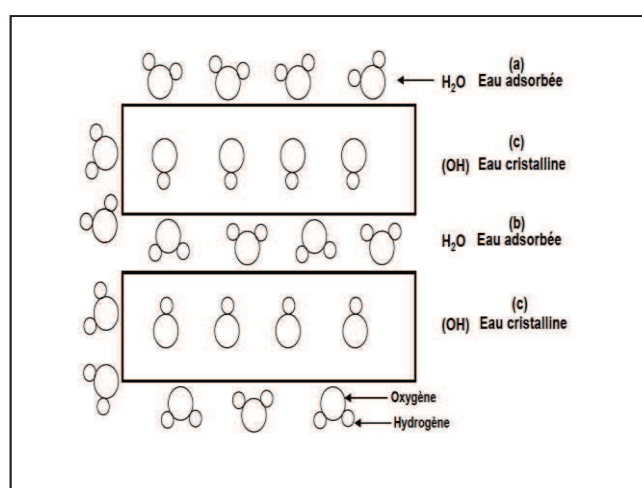 (a)
H₂O Eau adsorbée
(c)
(OH) Eau cristalline
(b)
H₂O Eau adsorbée
(c)
(OH) Eau cristalline
Oxygène
Hydrogène